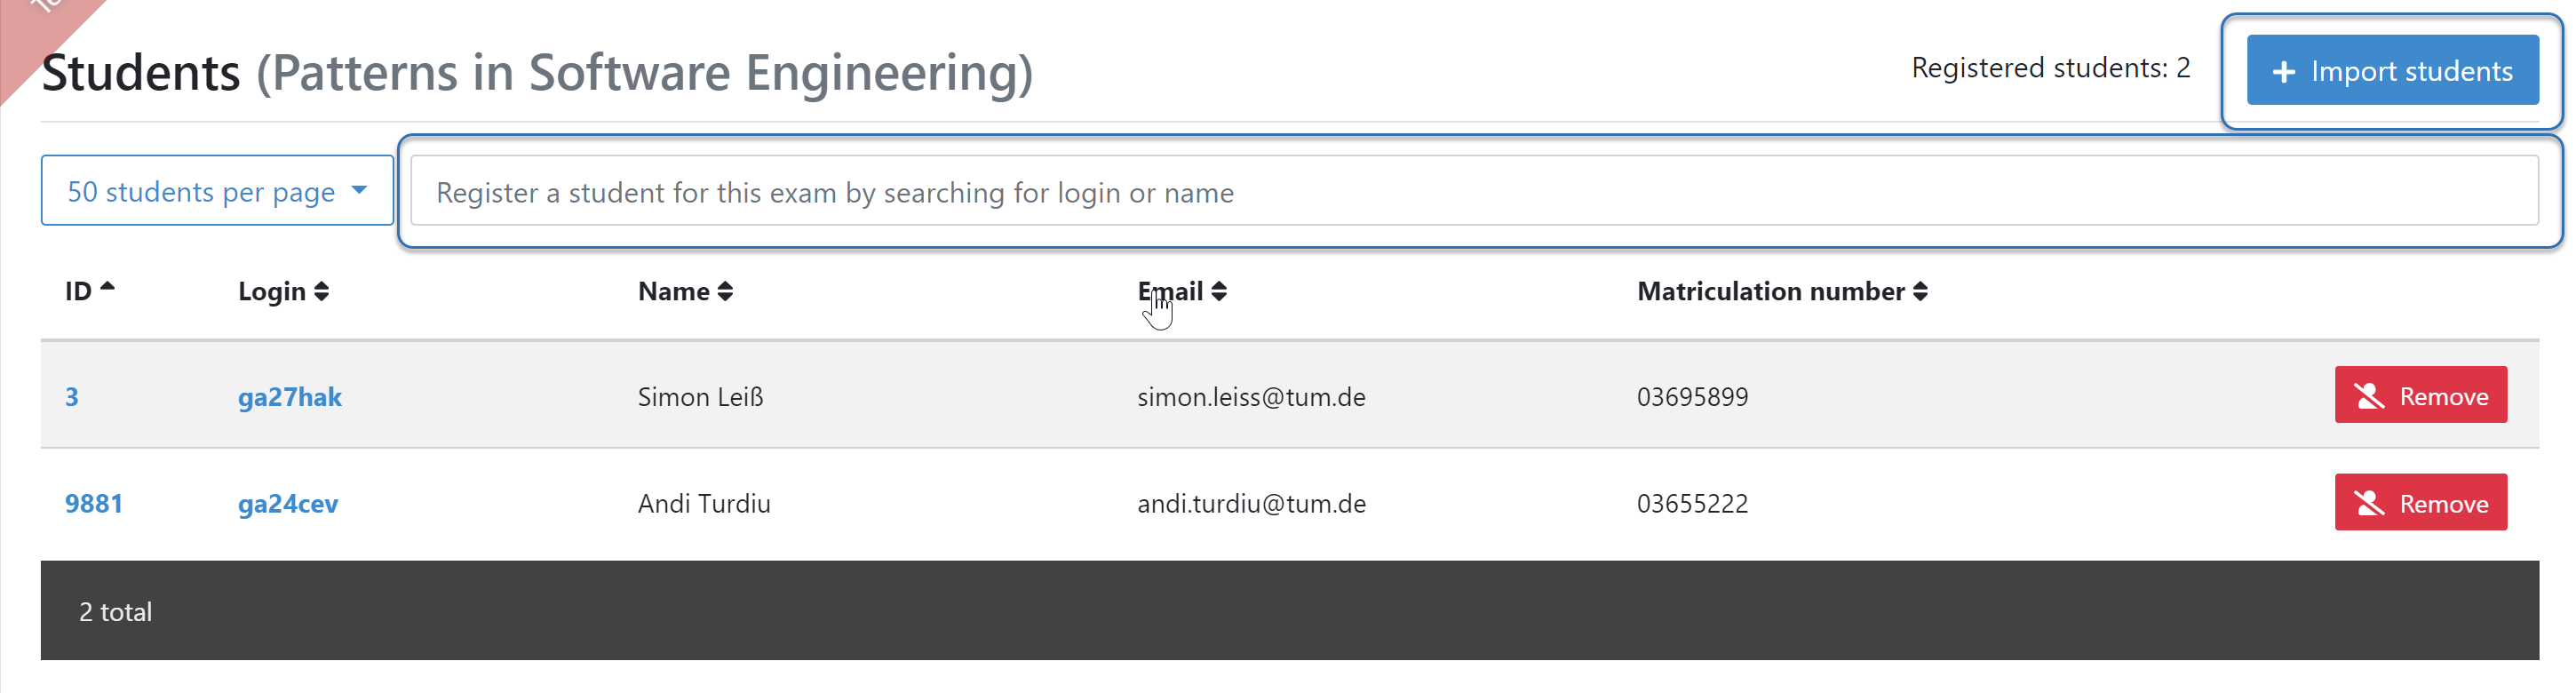 Students (Patterns in Software Engineering)
Registered students: 2
Import students
50 students per page
Register a student for this exam by searching for login or name
ID Login Name Email Matriculation number
3 ga27hak Simon Leiß simon.leiss@tum.de 03695899 Remove
9881 ga24cev Andi Turdiu andi.turdiu@tum.de 03655222 Remove
2 total